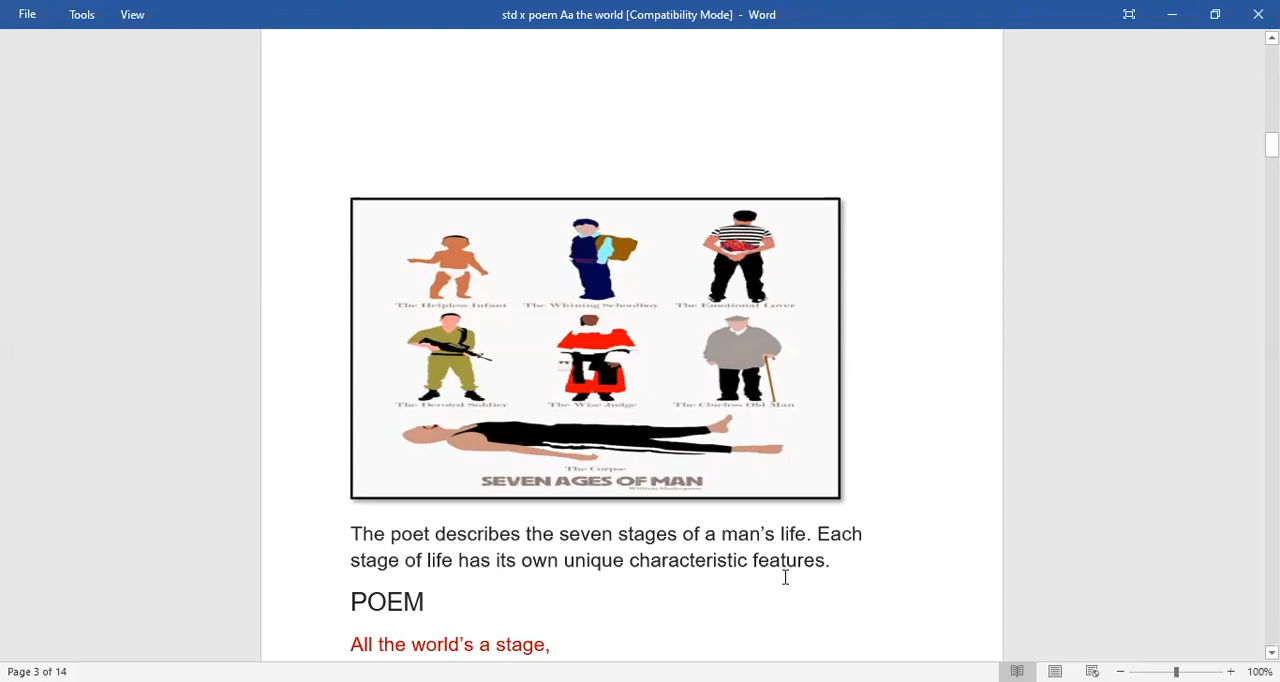 File Tools View std x poem Aa the world [Compatibility Mode] - Word
The Helpless Infant The Whining Schoolboy The Emotional Lover
The Devoted Soldier The Wise Judge The Clueless Old Man
The Corpse
SEVEN AGES OF MAN
William Shakespeare
The poet describes the seven stages of a man’s life. Each
stage of life has its own unique characteristic features.
POEM
All the world’s a stage,
Page 3 of 14 100%